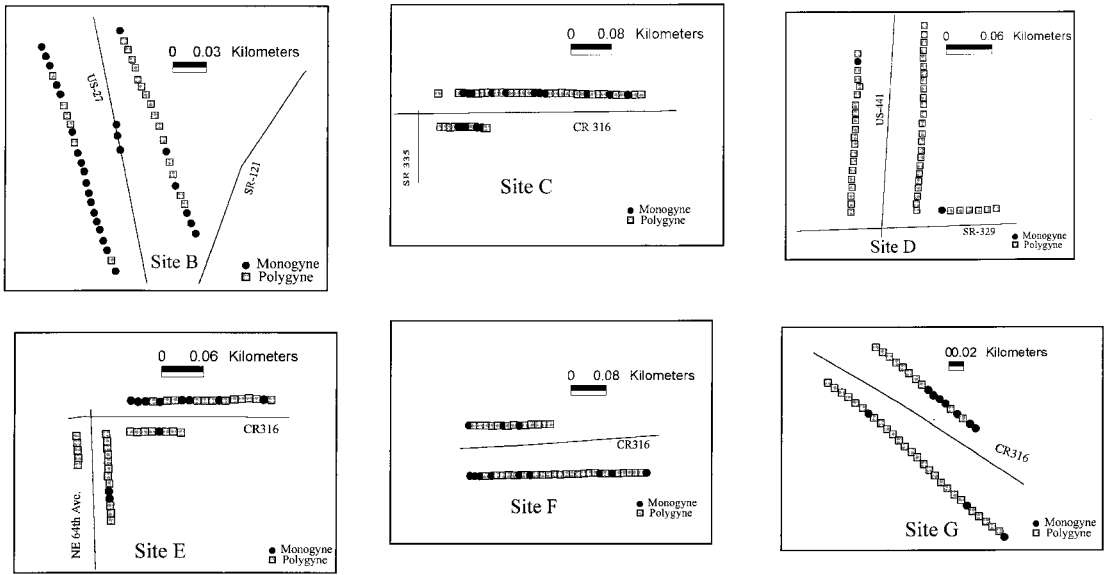 0 0.03 Kilometers
US-27
SR-121
Site B
Monogyne
Polygyne
0 0.08 Kilometers
CR 316
SR 335
Site C
Monogyne
Polygyne
0 0.06 Kilometers
US-441
SR-329
Site D
Monogyne
Polygyne
0 0.06 Kilometers
CR316
NE 64th Ave.
Site E
Monogyne
Polygyne
0 0.08 Kilometers
CR316
Site F
Monogyne
Polygyne
00.02 Kilometers
CR316
Site G
Monogyne
Polygyne